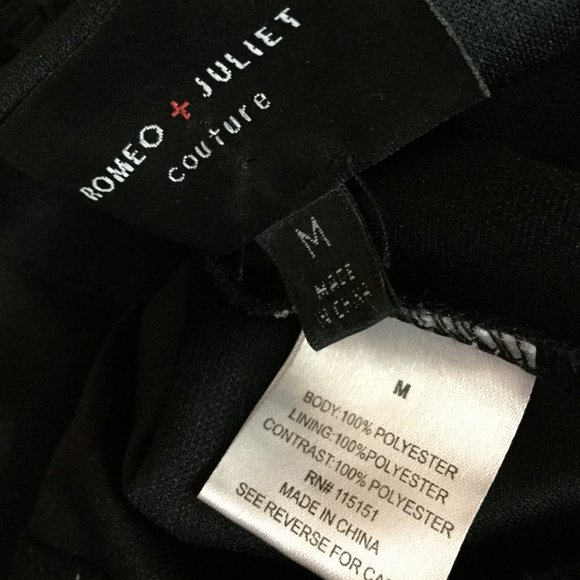 ROMEO + JULIET
couture
M
MADE
M
BODY:100% POLYESTER
LINING:100%POLYESTER
CONTRAST:100% POLYESTER
RN# 115151
MADE IN CHINA
SEE REVERSE FOR